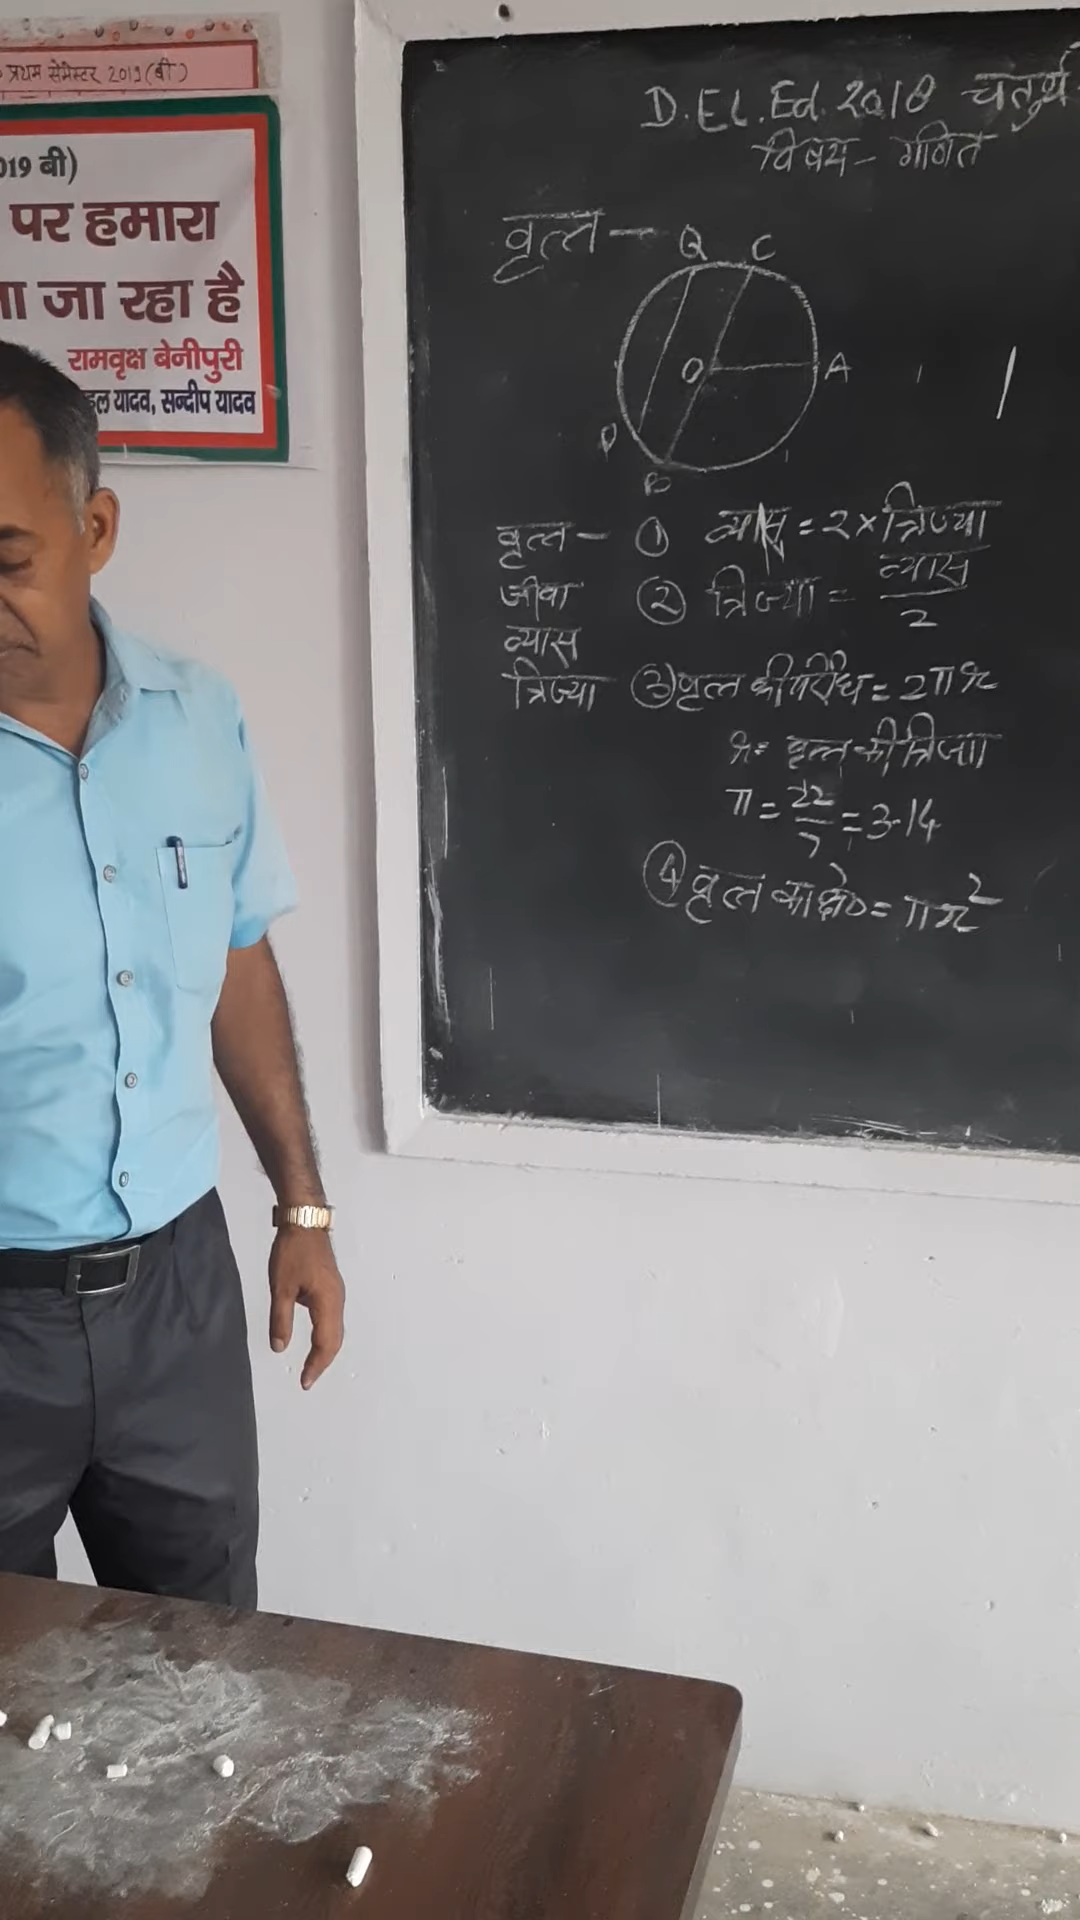 प्रथम सेमेस्टर 2019 (बी)
019 बी)
पर हमारा
जा रहा है
रामवृक्ष बेनीपुरी
यादव, सन्दीप यादव
D.El.Ed. 2018 चतुर्थ
विषय - गणित
वृत्त -
Q C
O A
P
B
वृत्त - ① व्यास = 2 × त्रिज्या
जीवा ② त्रिज्या = व्यास / 2
व्यास
त्रिज्या ③ वृत्त की परिधि = 2πr
r = वृत्त की त्रिज्या
π = 22/7 = 3.14
④ वृत्त का क्षे० = πr²